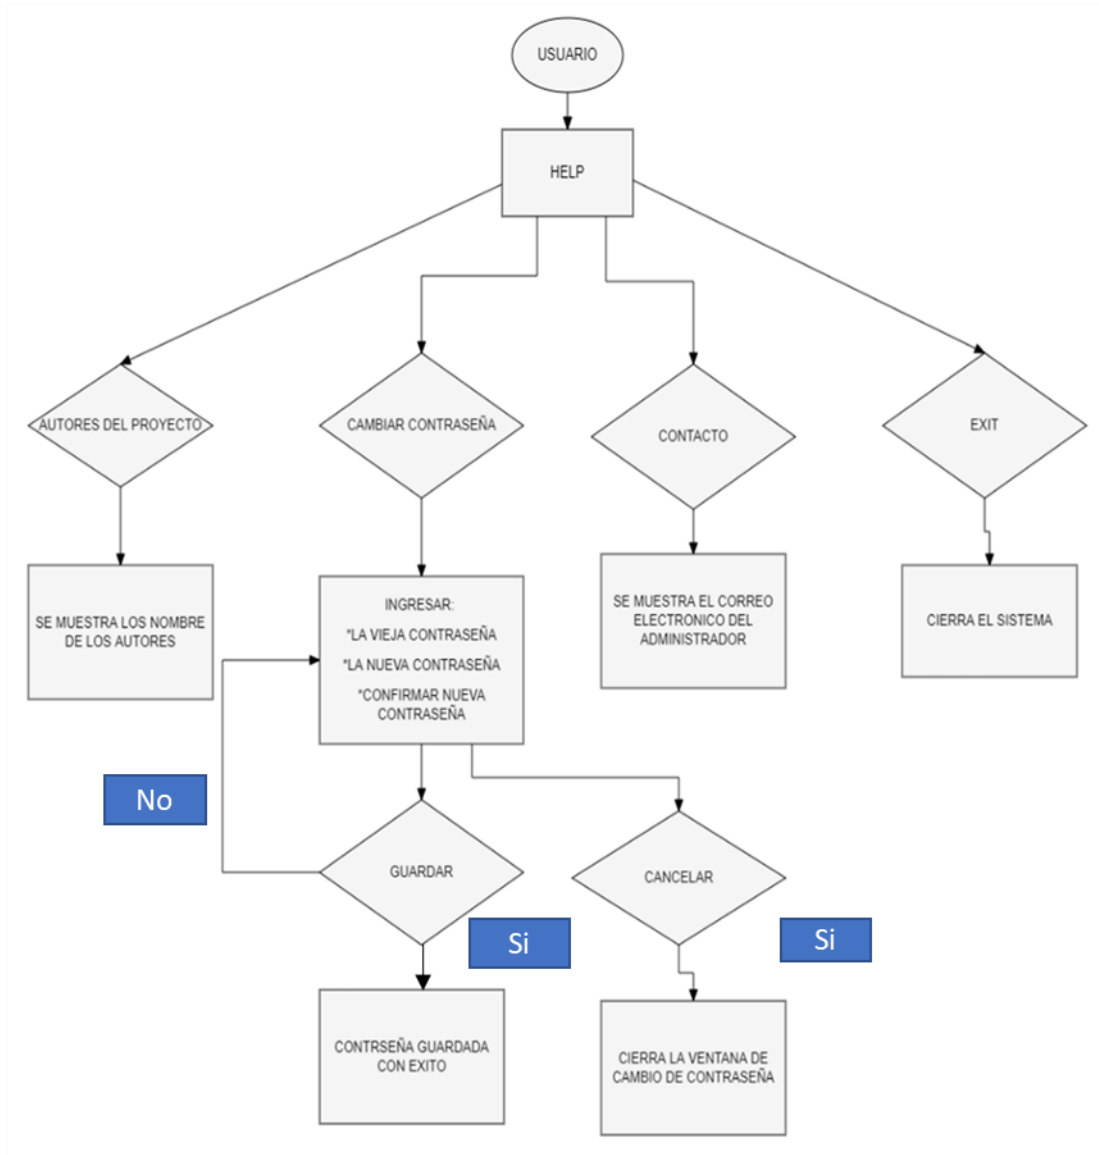 USUARIO
HELP
AUTORES DEL PROYECTO
CAMBIAR CONTRASEÑA
CONTACTO
EXIT
SE MUESTRA LOS NOMBRE
DE LOS AUTORES
INGRESAR:
*LA VIEJA CONTRASEÑA
*LA NUEVA CONTRASEÑA
*CONFIRMAR NUEVA
CONTRASEÑA
SE MUESTRA EL CORREO
ELECTRONICO DEL
ADMINISTRADOR
CIERRA EL SISTEMA
No
GUARDAR
CANCELAR
Si
Si
CONTRSEÑA GUARDADA
CON EXITO
CIERRA LA VENTANA DE
CAMBIO DE CONTRASEÑA